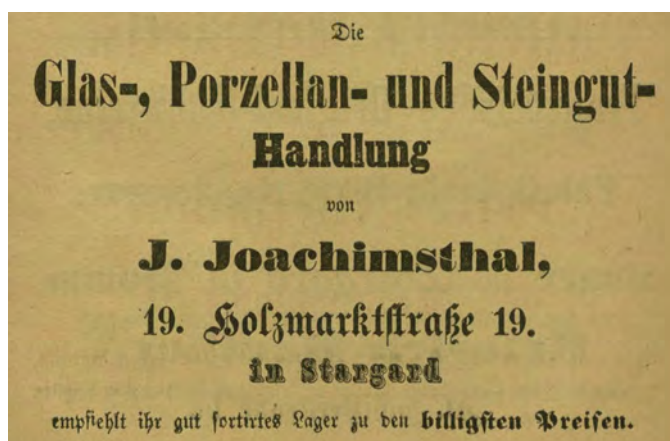 Die
Glas-, Porzellan- und Steingut-
Handlung
von
J. Joachimsthal,
19. Holzmarktstraße 19.
in Stargard
empfiehlt ihr gut sortirtes Lager zu den billigsten Preisen.